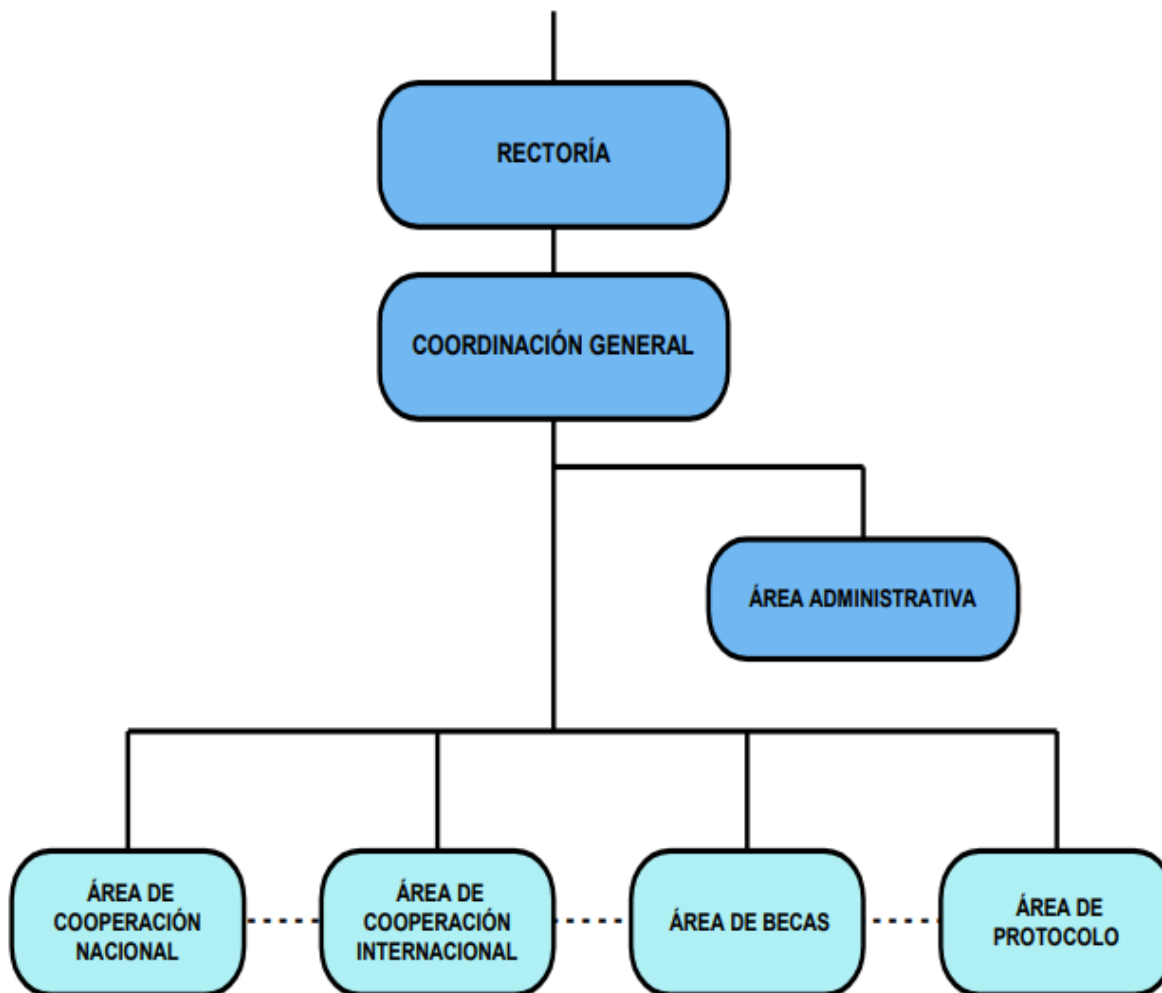 RECTORÍA
COORDINACIÓN GENERAL
ÁREA ADMINISTRATIVA
ÁREA DE
COOPERACIÓN
NACIONAL
ÁREA DE
COOPERACIÓN
INTERNACIONAL
ÁREA DE BECAS
ÁREA DE
PROTOCOLO